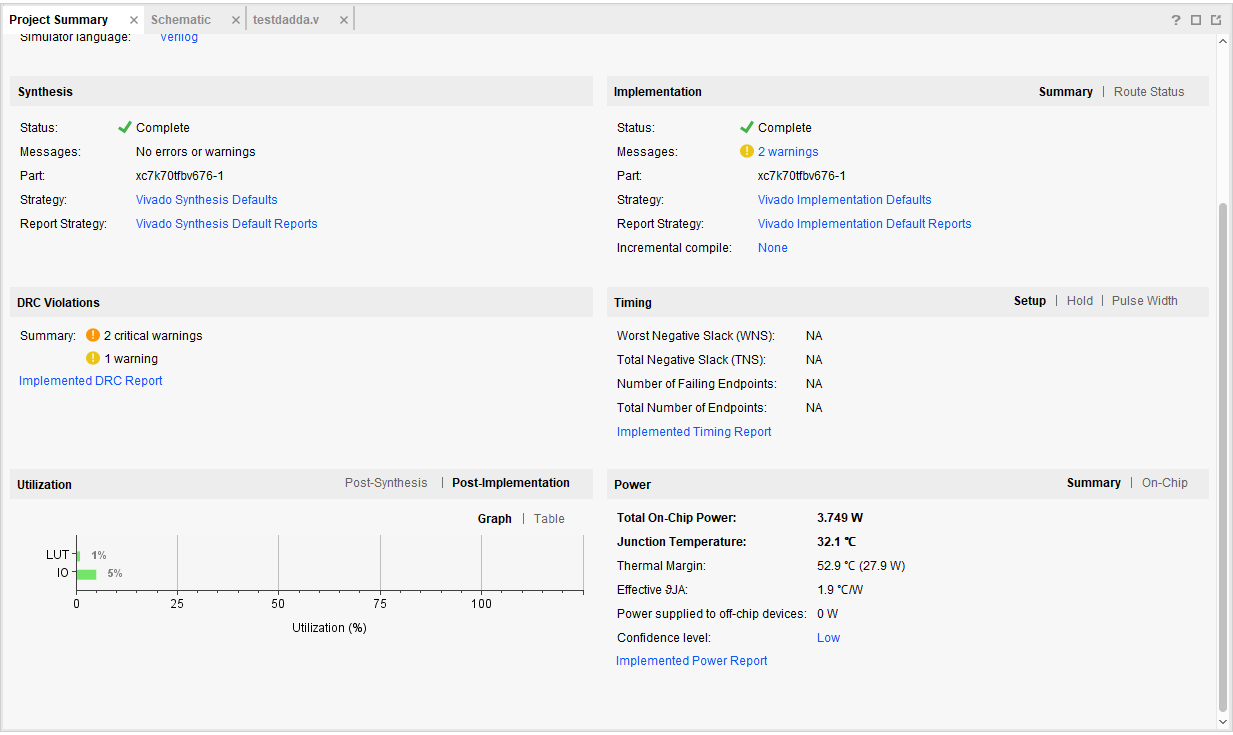 Project Summary × Schematic × testdadda.v × ?
Simulator language: Verilog
Synthesis
Status: Complete
Messages: No errors or warnings
Part: xc7k70tfbv676-1
Strategy: Vivado Synthesis Defaults
Report Strategy: Vivado Synthesis Default Reports
Implementation Summary | Route Status
Status: Complete
Messages: 2 warnings
Part: xc7k70tfbv676-1
Strategy: Vivado Implementation Defaults
Report Strategy: Vivado Implementation Default Reports
Incremental compile: None
DRC Violations
Summary: 2 critical warnings
1 warning
Implemented DRC Report
Timing Setup | Hold | Pulse Width
Worst Negative Slack (WNS): NA
Total Negative Slack (TNS): NA
Number of Failing Endpoints: NA
Total Number of Endpoints: NA
Implemented Timing Report
Utilization Post-Synthesis | Post-Implementation
Graph | Table
LUT 1%
IO 5%
0 25 50 75 100
Utilization (%)
Power Summary | On-Chip
Total On-Chip Power: 3.749 W
Junction Temperature: 32.1 °C
Thermal Margin: 52.9 °C (27.9 W)
Effective ϑJA: 1.9 °C/W
Power supplied to off-chip devices: 0 W
Confidence level: Low
Implemented Power Report